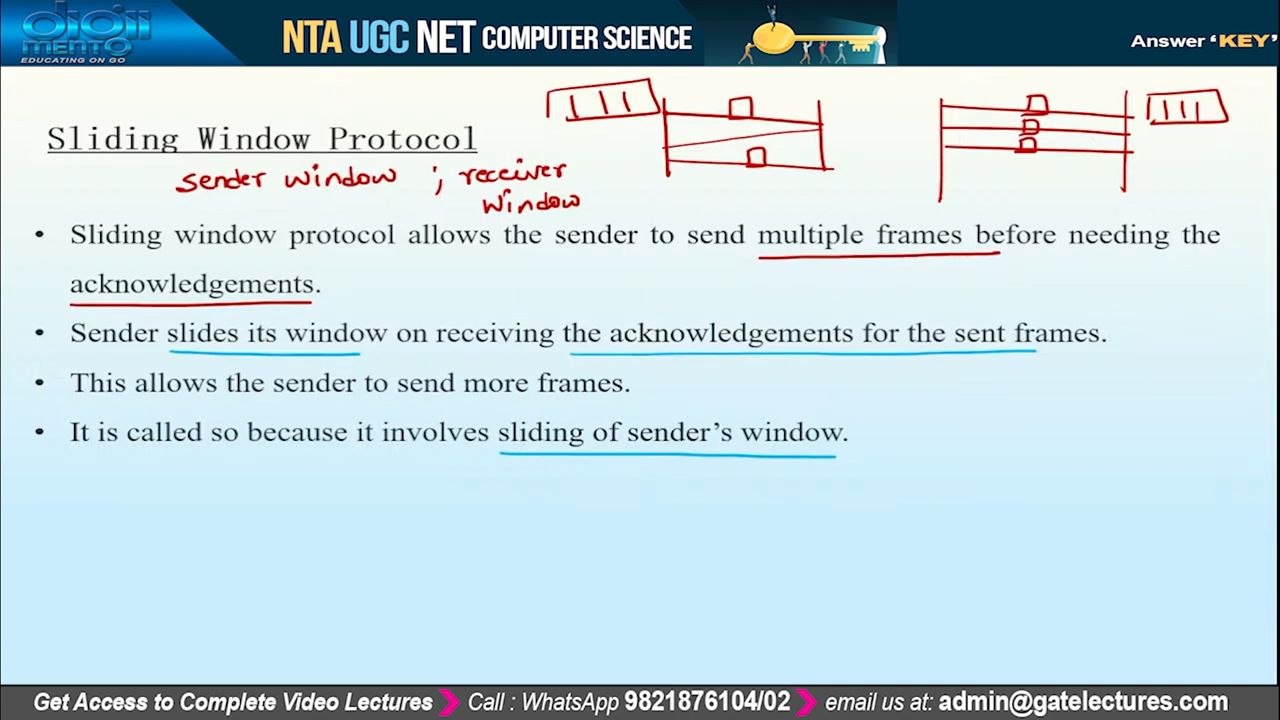 digii
MENTO
EDUCATING ON GO
NTA UGC NET COMPUTER SCIENCE
Answer ‘KEY’
Sliding Window Protocol
sender window ; receiver
window
• Sliding window protocol allows the sender to send multiple frames before needing the
acknowledgements.
• Sender slides its window on receiving the acknowledgements for the sent frames.
• This allows the sender to send more frames.
• It is called so because it involves sliding of sender’s window.
Get Access to Complete Video Lectures Call : WhatsApp 9821876104/02 email us at: admin@gatelectures.com